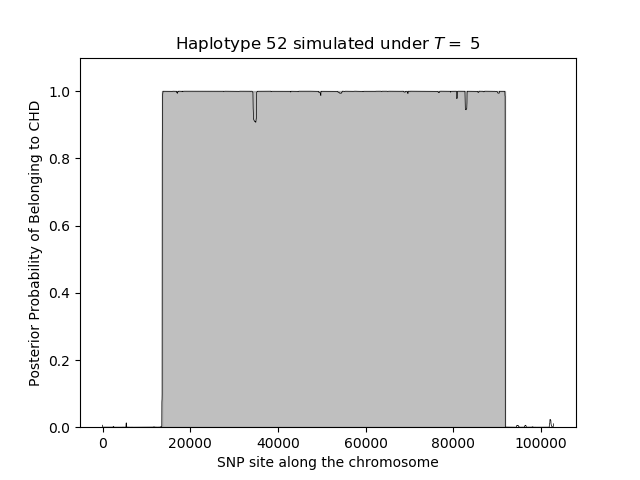 Haplotype 52 simulated under T = 5
Posterior Probability of Belonging to CHD
1.0
0.8
0.6
0.4
0.2
0.0
0 20000 40000 60000 80000 100000
SNP site along the chromosome